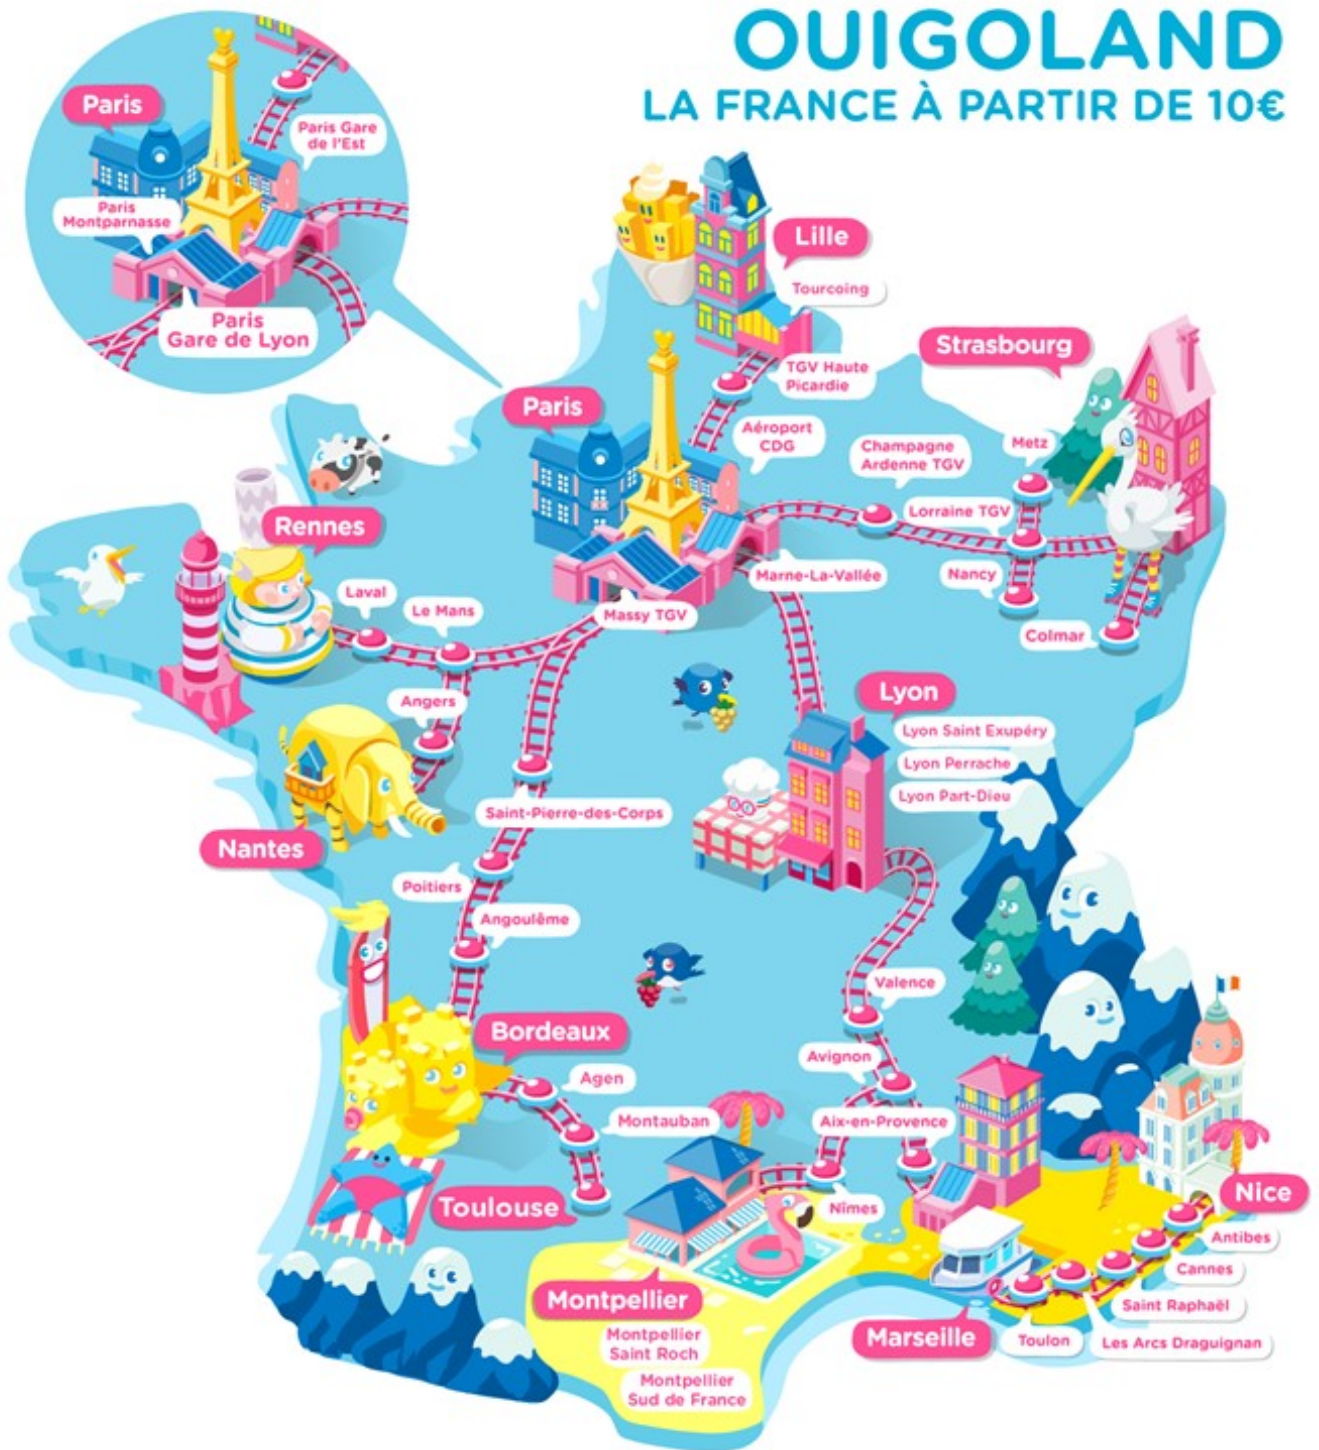 OUIGOLAND
LA FRANCE À PARTIR DE 10€
Paris
Paris Gare
de l'Est
Paris
Montparnasse
Paris
Gare de Lyon
Lille
Tourcoing
TGV Haute
Picardie
Strasbourg
Paris
Aéroport
CDG
Champagne
Ardenne TGV
Metz
Lorraine TGV
Rennes
Marne-La-Vallée
Nancy
Laval
Le Mans
Massy TGV
Colmar
Angers
Lyon
Lyon Saint Exupéry
Lyon Perrache
Lyon Part-Dieu
Saint-Pierre-des-Corps
Nantes
Poitiers
Angoulême
Valence
Bordeaux
Avignon
Agen
Montauban
Aix-en-Provence
Toulouse
Nîmes
Nice
Antibes
Cannes
Saint Raphaël
Montpellier
Montpellier
Saint Roch
Montpellier
Sud de France
Marseille
Toulon
Les Arcs Draguignan